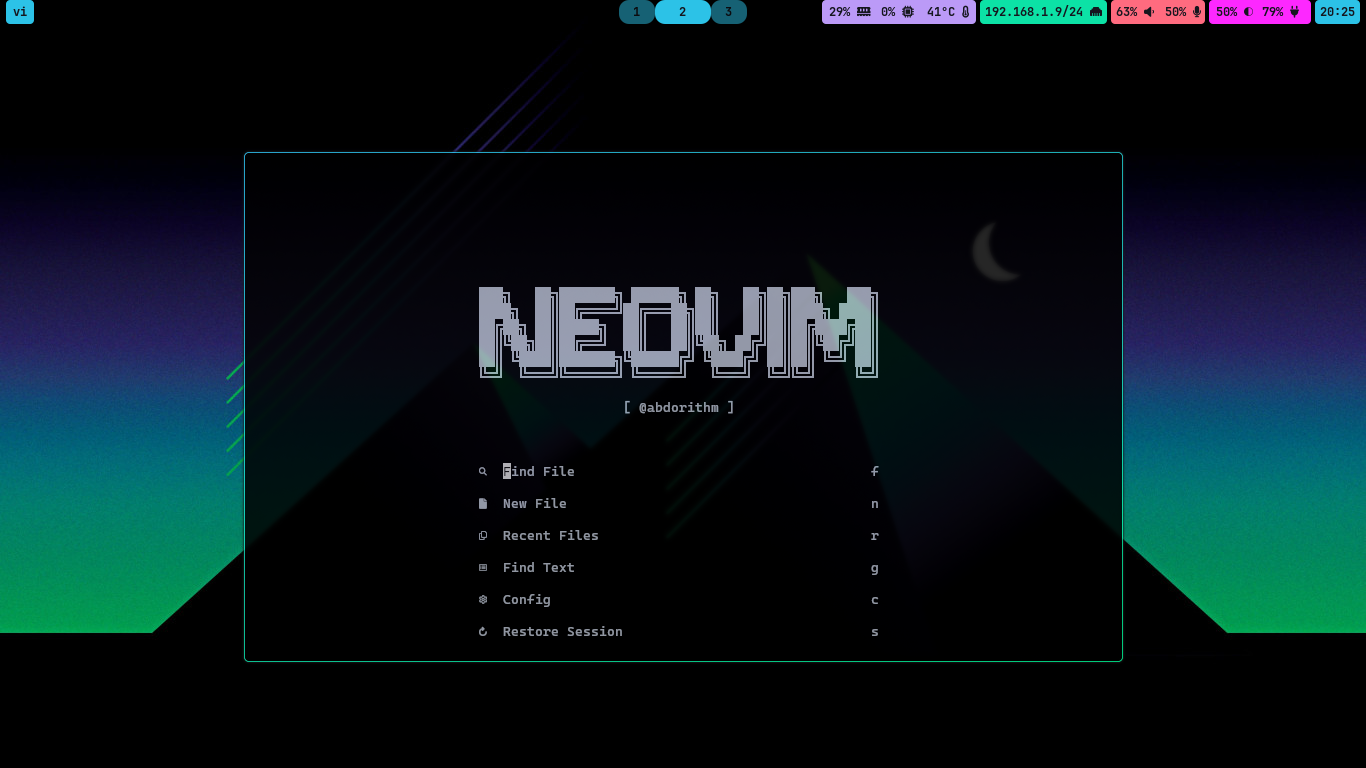 vi
1 2 3
29% 0% 41°C
192.168.1.9/24
63% 50%
50% 79%
20:25
NEOVIM
[ @abdorithm ]
Find File f
New File n
Recent Files r
Find Text g
Config c
Restore Session s